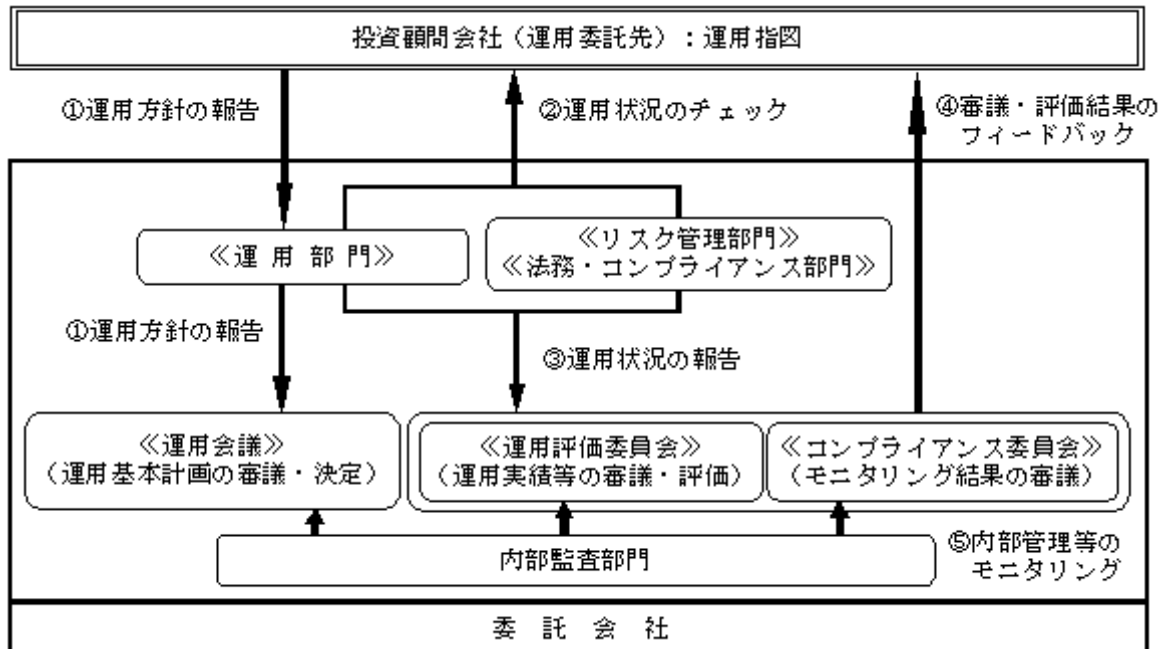 投資顧問会社（運用委託先）：運用指図
①運用方針の報告
②運用状況のチェック
④審議・評価結果の
フィードバック
≪運 用 部 門≫
≪リスク管理部門≫
≪法務・コンプライアンス部門≫
①運用方針の報告
③運用状況の報告
≪運用会議≫
（運用基本計画の審議・決定）
≪運用評価委員会≫
（運用実績等の審議・評価）
≪コンプライアンス委員会≫
（モニタリング結果の審議）
内部監査部門
⑤内部管理等の
モニタリング
委 託 会 社